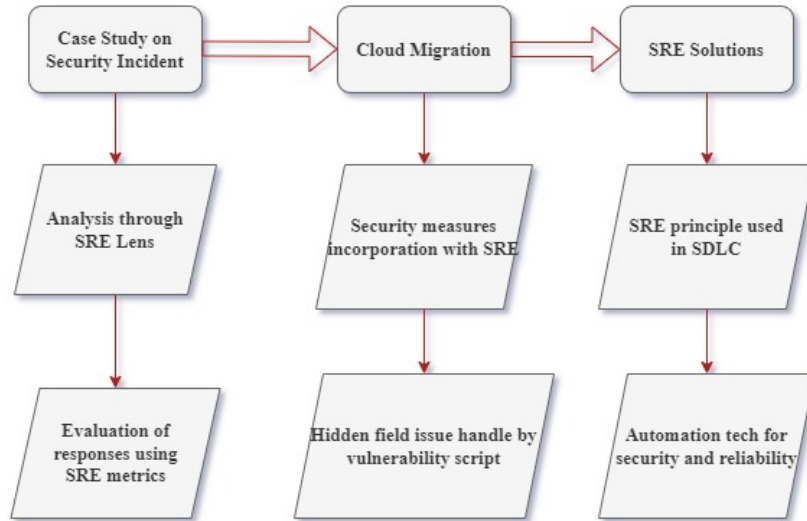 Case Study on
Security Incident
Cloud Migration
SRE Solutions
Analysis through
SRE Lens
Security measures
incorporation with SRE
SRE principle used
in SDLC
Evaluation of
responses using
SRE metrics
Hidden field issue handle by
vulnerability script
Automation tech for
security and reliability